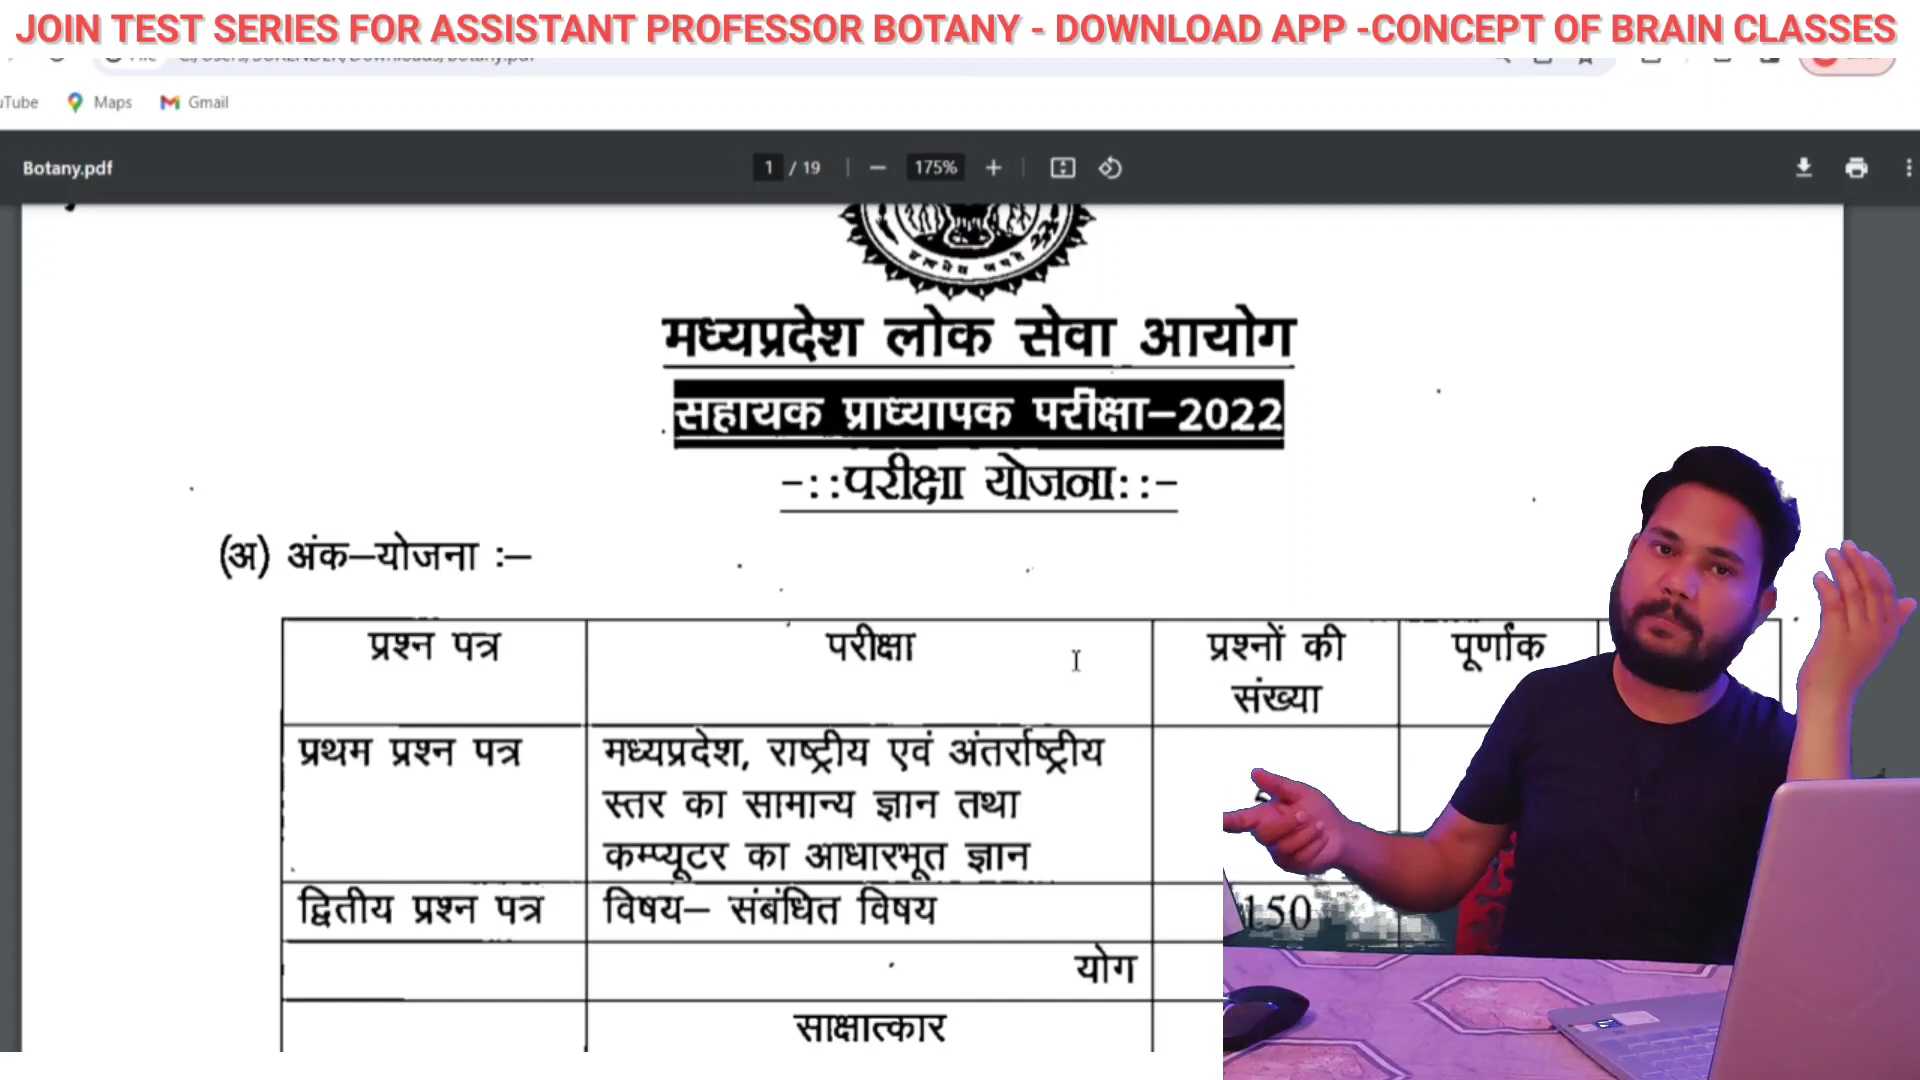 JOIN TEST SERIES FOR ASSISTANT PROFESSOR BOTANY - DOWNLOAD APP -CONCEPT OF BRAIN CLASSES
Maps Gmail
Botany.pdf 1 / 19 175%
मध्यप्रदेश लोक सेवा आयोग
सहायक प्राध्यापक परीक्षा–2022
-::परीक्षा योजना::-
(अ) अंक–योजना :–
प्रश्न पत्र परीक्षा प्रश्नों की पूर्णांक
संख्या
प्रथम प्रश्न पत्र मध्यप्रदेश, राष्ट्रीय एवं अंतर्राष्ट्रीय
स्तर का सामान्य ज्ञान तथा
कम्प्यूटर का आधारभूत ज्ञान
द्वितीय प्रश्न पत्र विषय– संबंधित विषय 150
योग
साक्षात्कार